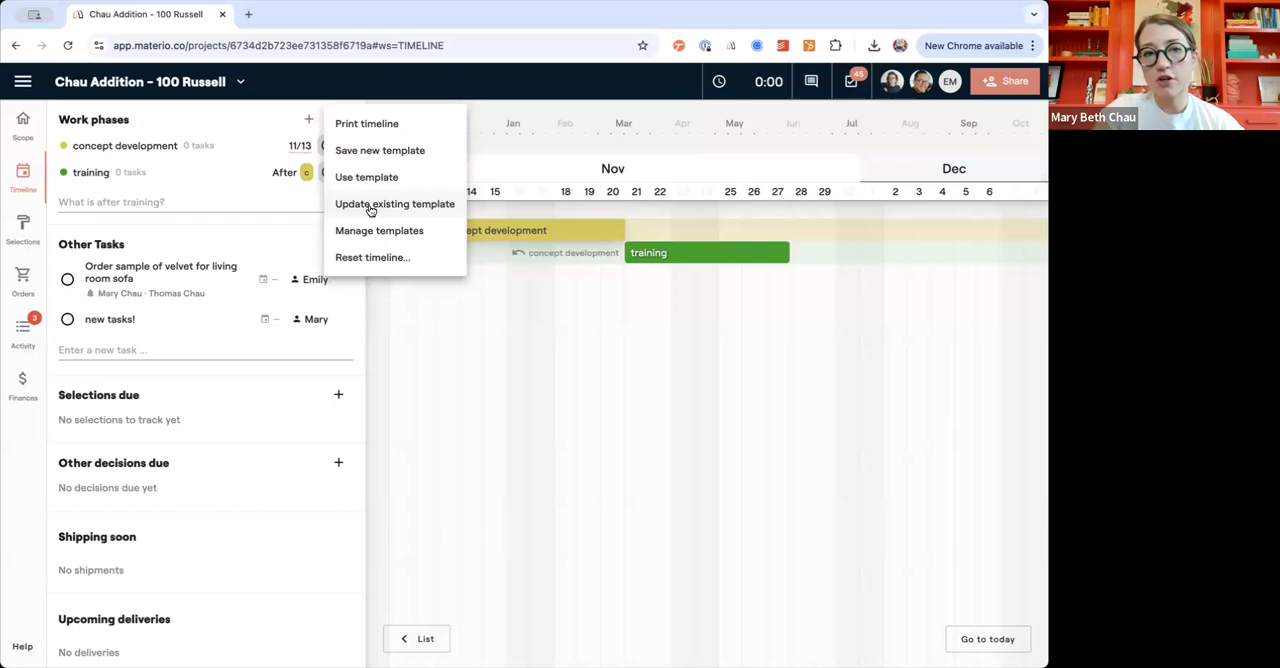 Chau Addition - 100 Russell
app.materio.co/projects/6734d2b723ee731358f6719a#ws=TIMELINE
New Chrome available
Chau Addition - 100 Russell
0:00
45
EM
Share
Mary Beth Chau
Scope
Timeline
Selections
Orders
3
Activity
$
Finances
Help
Work phases
concept development 0 tasks 11/13
training 0 tasks After c
What is after training?
Other Tasks
Order sample of velvet for living
room sofa
Mary Chau · Thomas Chau
– Emily
new tasks! – Mary
Enter a new task ...
Selections due
No selections to track yet
Other decisions due
No decisions due yet
Shipping soon
No shipments
Upcoming deliveries
No deliveries
Print timeline
Save new template
Use template
Update existing template
Manage templates
Reset timeline...
Jan Feb Mar Apr May Jun Jul Aug Sep Oct
Nov Dec
14 15 18 19 20 21 22 25 26 27 28 29 2 3 4 5 6
ept development
concept development training
List
Go to today